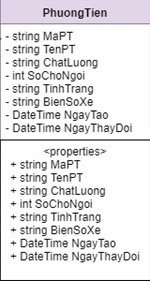 PhuongTien
- string MaPT
- string TenPT
- string ChatLuong
- int SoChoNgoi
- string TinhTrang
- string BienSoXe
- DateTime NgayTao
- DateTime NgayThayDoi
<properties>
+ string MaPT
+ string TenPT
+ string ChatLuong
+ int SoChoNgoi
+ string TinhTrang
+ string BienSoXe
+ DateTime NgayTao
+ DateTime NgayThayDoi